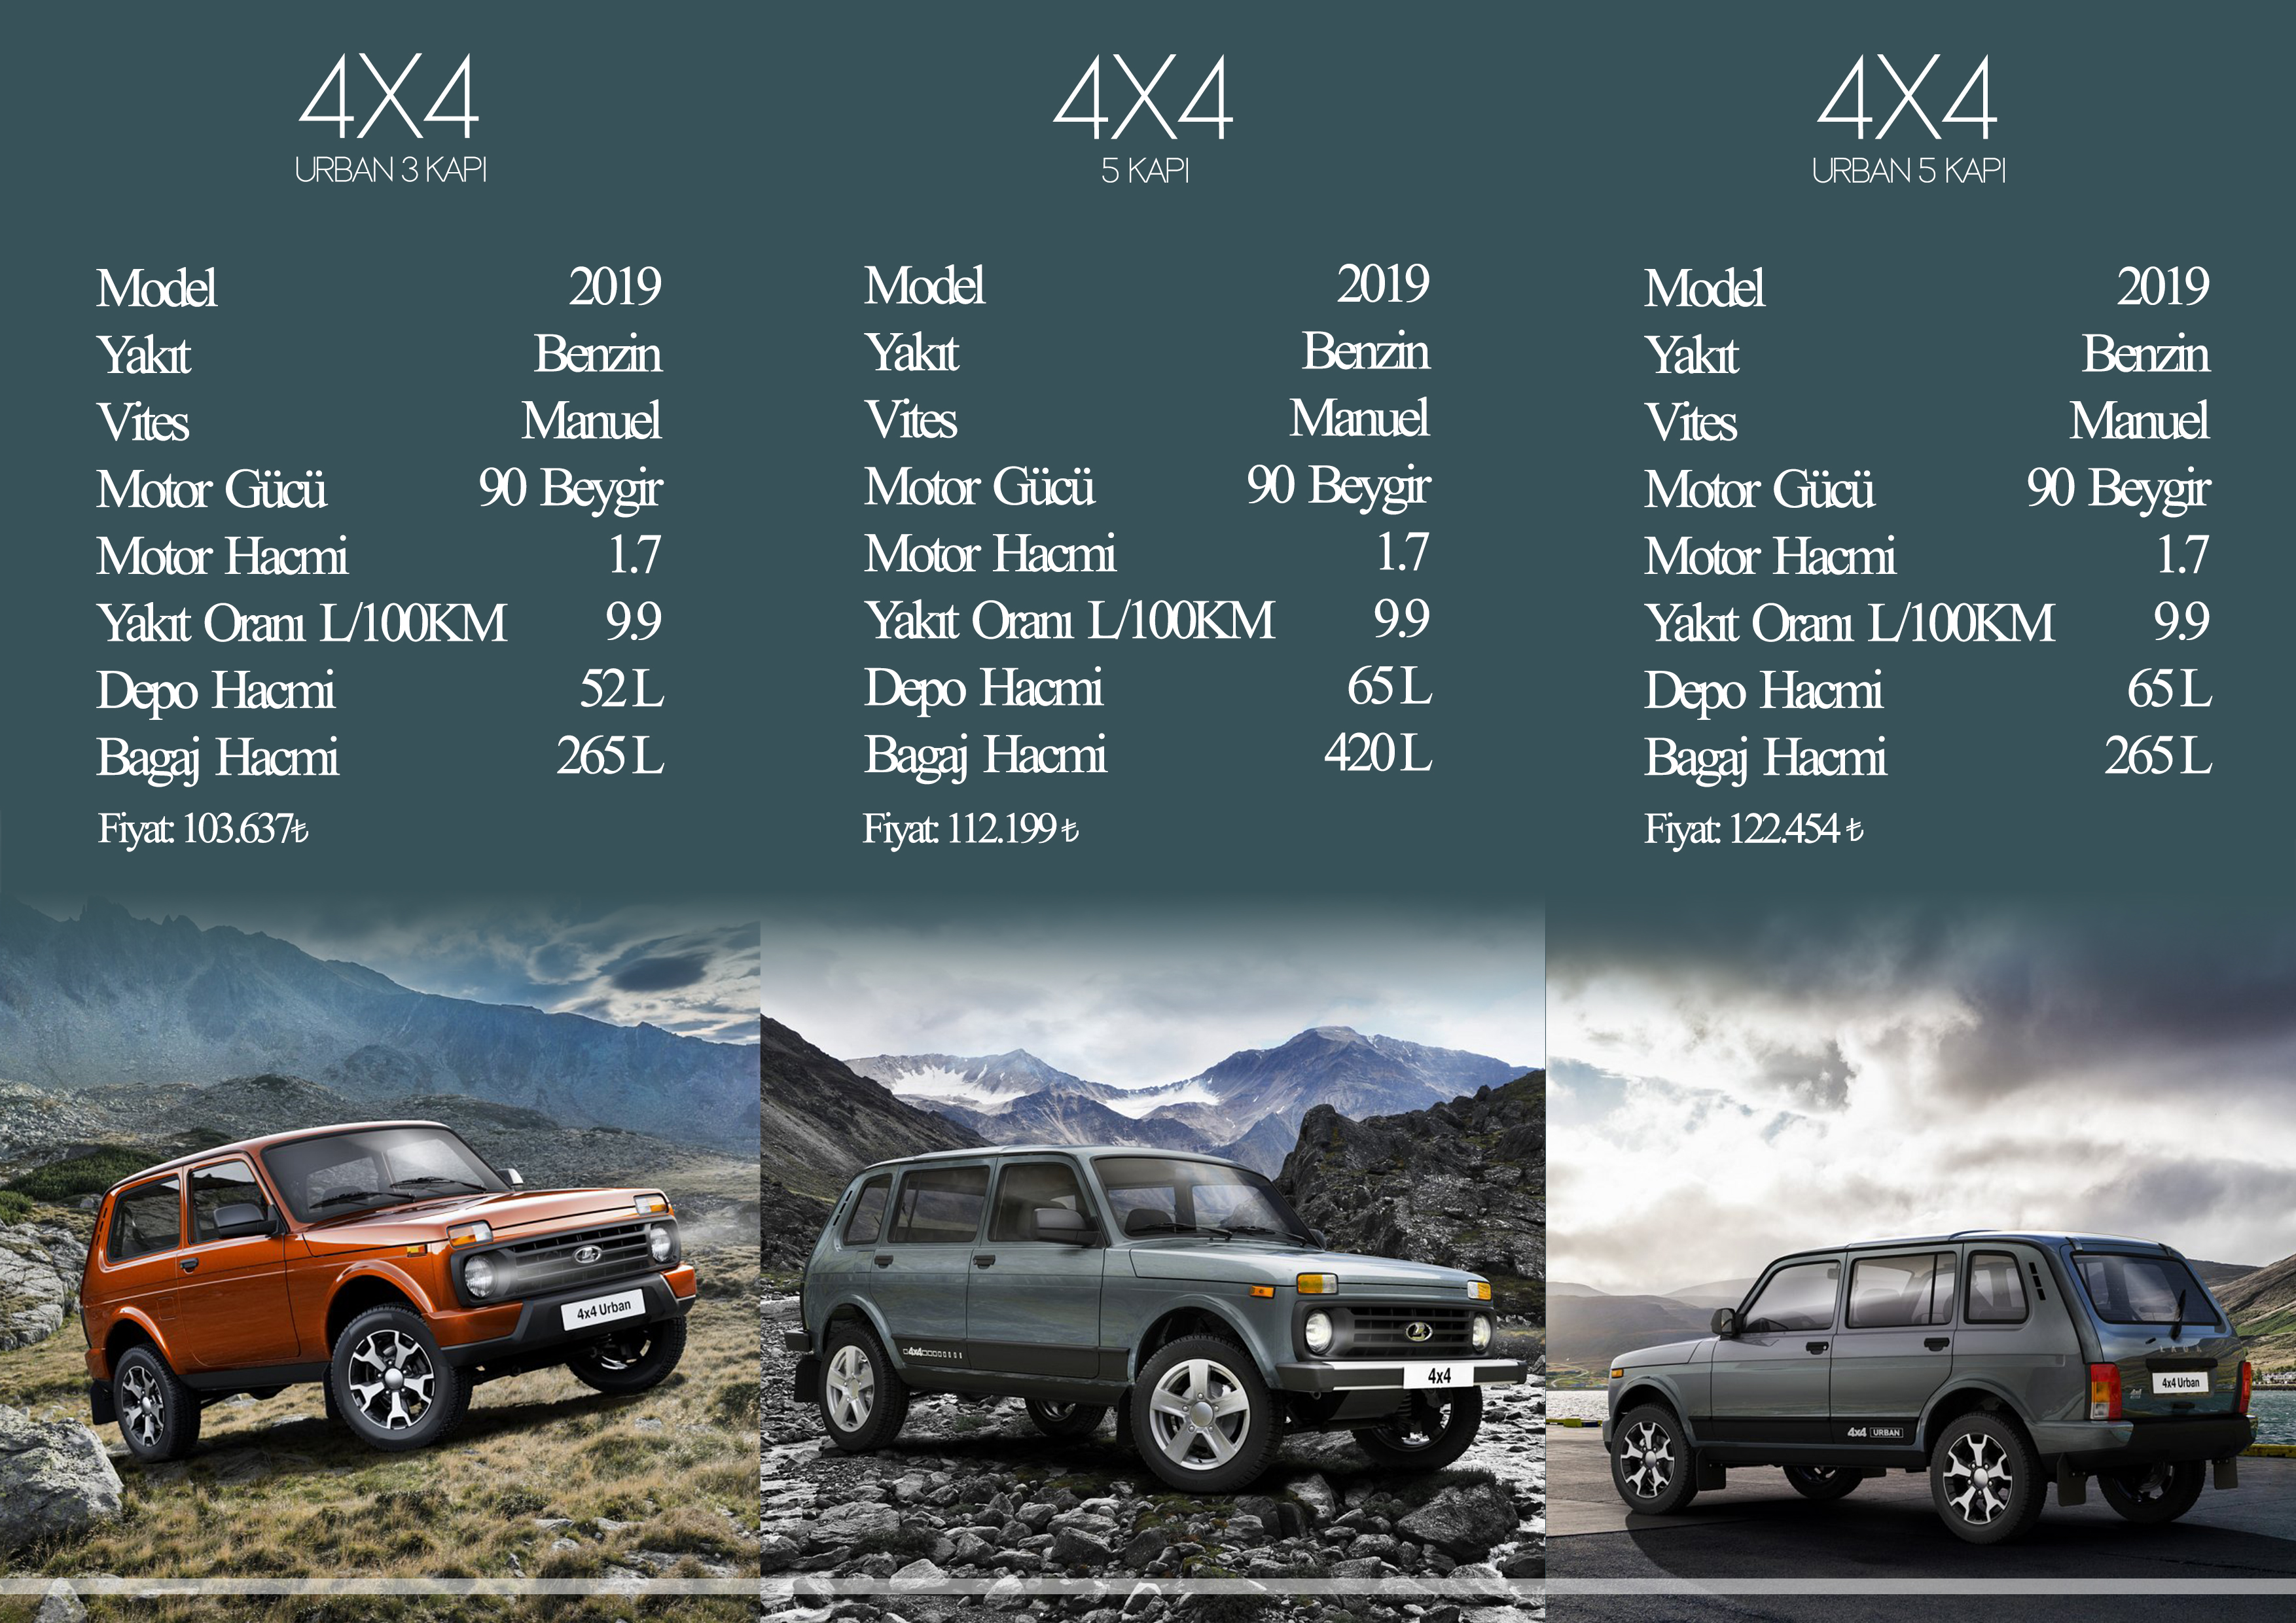 4X4
URBAN 3 KAPI
Model 2019
Yakıt Benzin
Vites Manuel
Motor Gücü 90 Beygir
Motor Hacmi 1.7
Yakıt Oranı L/100KM 9.9
Depo Hacmi 52 L
Bagaj Hacmi 265 L
Fiyat: 103.637₺
4x4 Urban
4X4
5 KAPI
Model 2019
Yakıt Benzin
Vites Manuel
Motor Gücü 90 Beygir
Motor Hacmi 1.7
Yakıt Oranı L/100KM 9.9
Depo Hacmi 65 L
Bagaj Hacmi 420 L
Fiyat: 112.199 ₺
4x4
4x4
4X4
URBAN 5 KAPI
Model 2019
Yakıt Benzin
Vites Manuel
Motor Gücü 90 Beygir
Motor Hacmi 1.7
Yakıt Oranı L/100KM 9.9
Depo Hacmi 65 L
Bagaj Hacmi 265 L
Fiyat: 122.454 ₺
LADA
4x4 Urban
4x4
4x4 URBAN